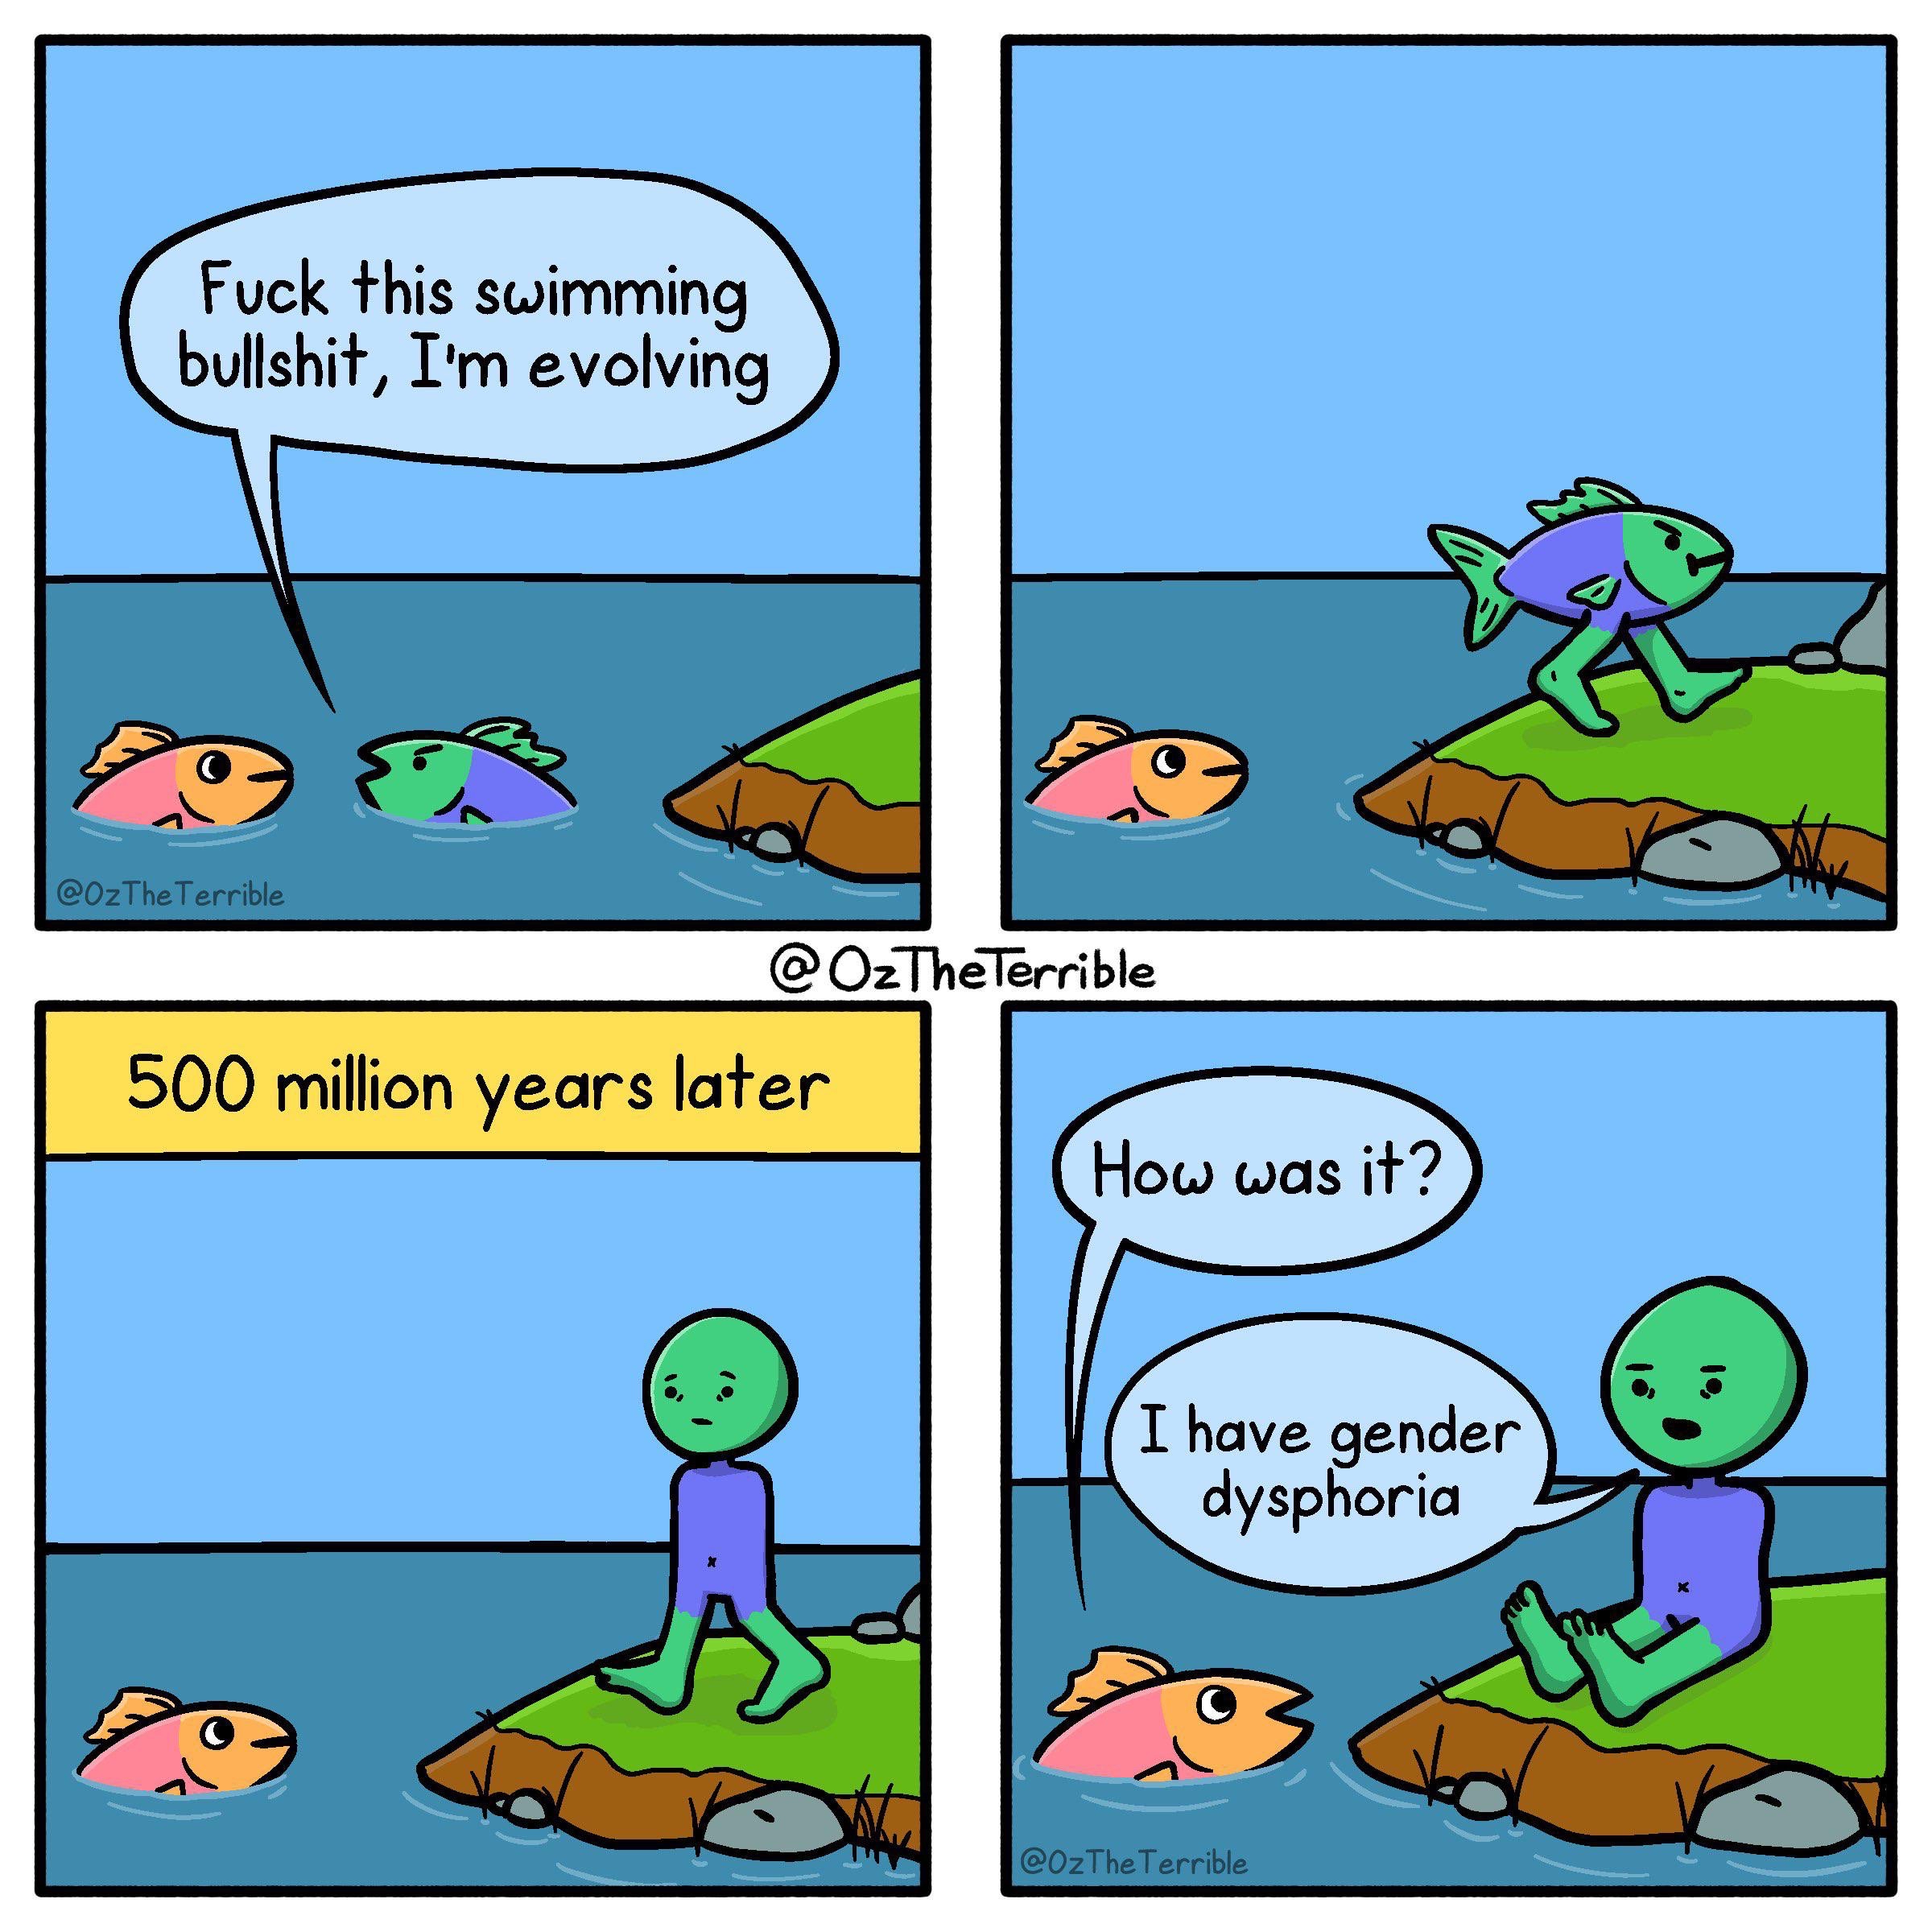 Fuck this swimming
bullshit, I'm evolving
@OzTheTerrible
@OzTheTerrible
500 million years later
How was it?
I have gender
dysphoria
@OzTheTerrible